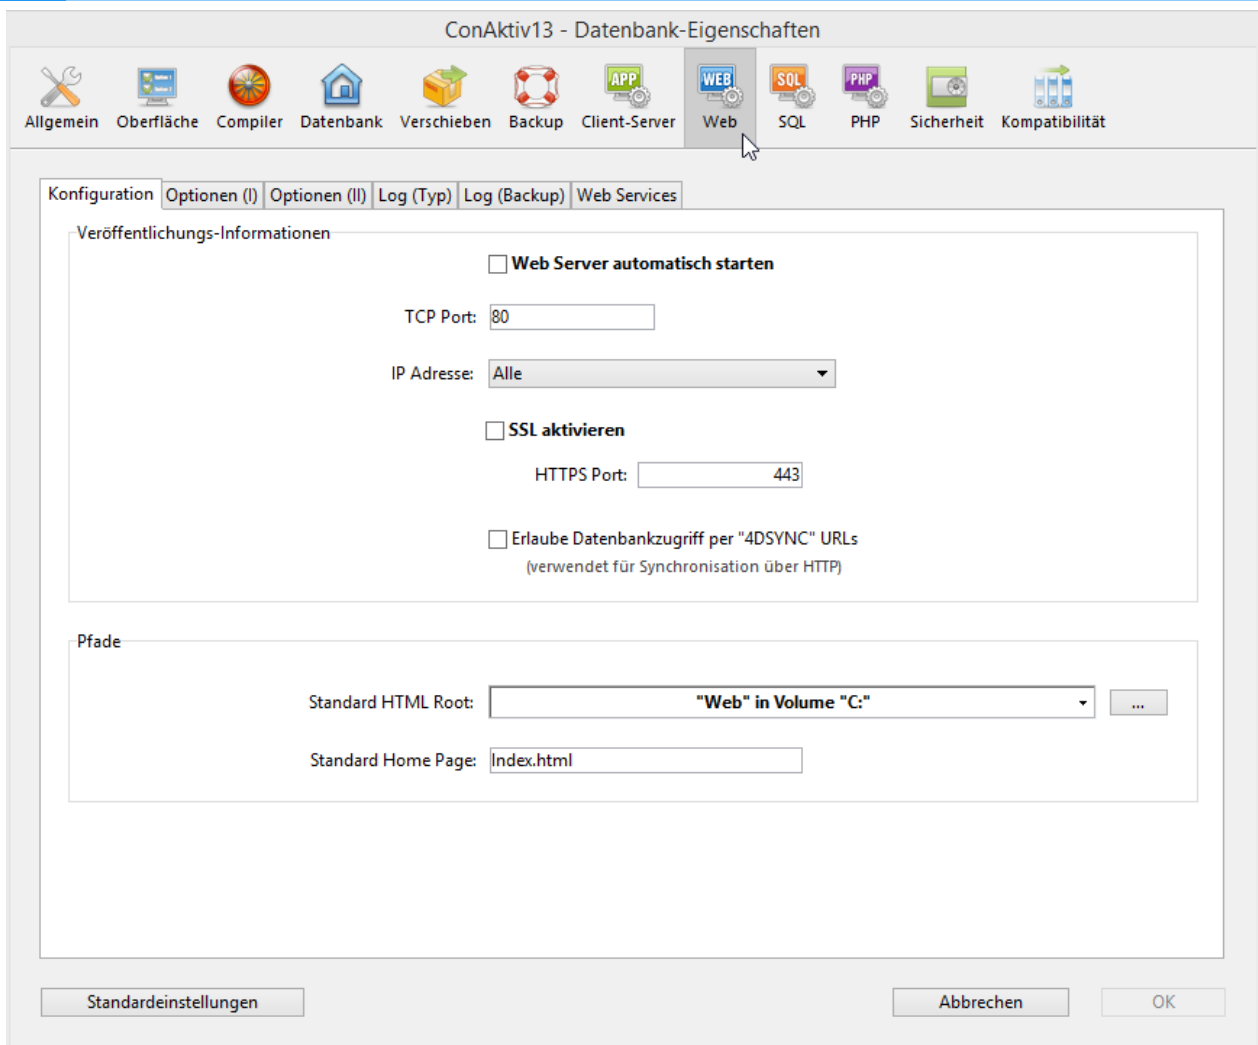 ConAktiv13 - Datenbank-Eigenschaften
APP WEB SQL PHP
Allgemein Oberfläche Compiler Datenbank Verschieben Backup Client-Server Web SQL PHP Sicherheit Kompatibilität
Konfiguration Optionen (I) Optionen (II) Log (Typ) Log (Backup) Web Services
Veröffentlichungs-Informationen
Web Server automatisch starten
TCP Port: 80
IP Adresse: Alle
SSL aktivieren
HTTPS Port: 443
Erlaube Datenbankzugriff per "4DSYNC" URLs
(verwendet für Synchronisation über HTTP)
Pfade
Standard HTML Root: "Web" in Volume "C:" ...
Standard Home Page: Index.html
Standardeinstellungen Abbrechen OK